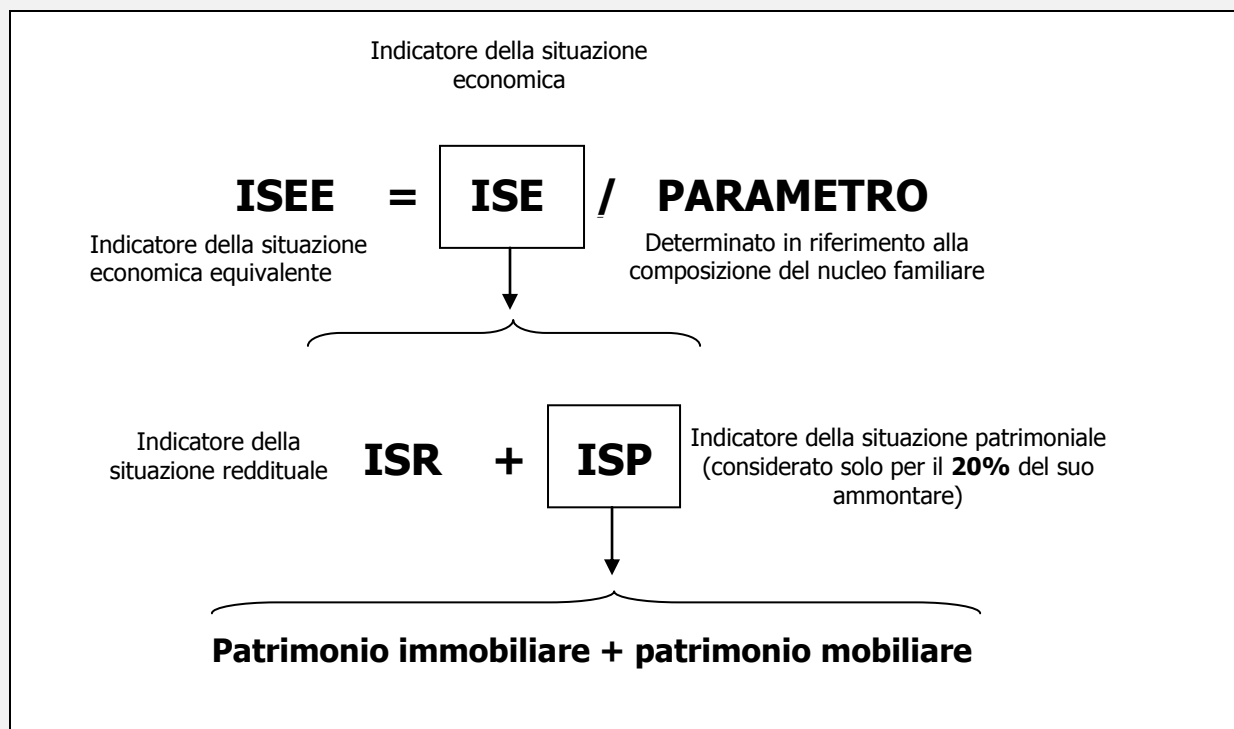 Indicatore della situazione
economica
ISEE = ISE / PARAMETRO
Indicatore della situazione
economica equivalente
Determinato in riferimento alla
composizione del nucleo familiare
Indicatore della
situazione reddituale
ISR + ISP
Indicatore della situazione patrimoniale
(considerato solo per il 20% del suo
ammontare)
Patrimonio immobiliare + patrimonio mobiliare